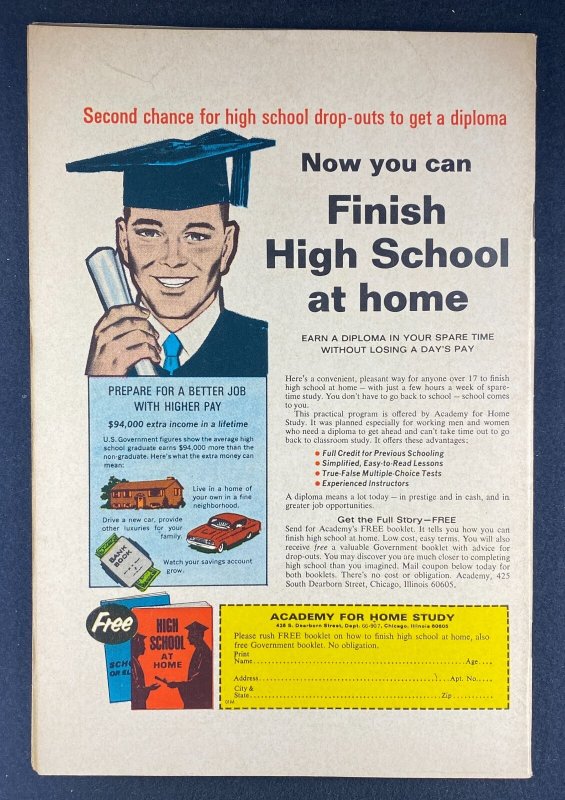 Second chance for high school drop-outs to get a diploma
Now you can
Finish
High School
at home
EARN A DIPLOMA IN YOUR SPARE TIME
WITHOUT LOSING A DAY'S PAY
PREPARE FOR A BETTER JOB
WITH HIGHER PAY
$94,000 extra income in a lifetime
U.S. Government figures show the average high
school graduate earns $94,000 more than the
non-graduate. Here's what the extra money can
mean:
Live in a home of
your own in a fine
neighborhood.
Drive a new car, provide
other luxuries for your
family.
BANK
BOOK
Watch your savings account
grow.
Here's a convenient, pleasant way for anyone over 17 to finish
high school at home – with just a few hours a week of spare-
time study. You don't have to go back to school – school comes
to you.
This practical program is offered by Academy for Home
Study. It was planned especially for working men and women
who need a diploma to get ahead and can't take time out to go
back to classroom study. It offers these advantages:
• Full Credit for Previous Schooling
• Simplified, Easy-to-Read Lessons
• True-False Multiple-Choice Tests
• Experienced Instructors
A diploma means a lot today – in prestige and in cash, and in
greater job opportunities.
Get the Full Story—FREE
Send for Academy's FREE booklet. It tells you how you can
finish high school at home. Low cost, easy terms. You will also
receive free a valuable Government booklet with advice for
drop-outs. You may discover you are much closer to completing
high school than you imagined. Mail coupon below today for
both booklets. There's no cost or obligation. Academy, 425
South Dearborn Street, Chicago, Illinois 60605.
Free
HIGH
SCHOOL
AT
HOME
SCH
OR EL
ACADEMY FOR HOME STUDY
S. Dearborn Street, Dept. Chicago, Illinois 60605
Please rush FREE booklet on how to finish high school at home, also
free Government booklet. No obligation.
Print
Name Age
Address Apt. No.
City &
State Zip